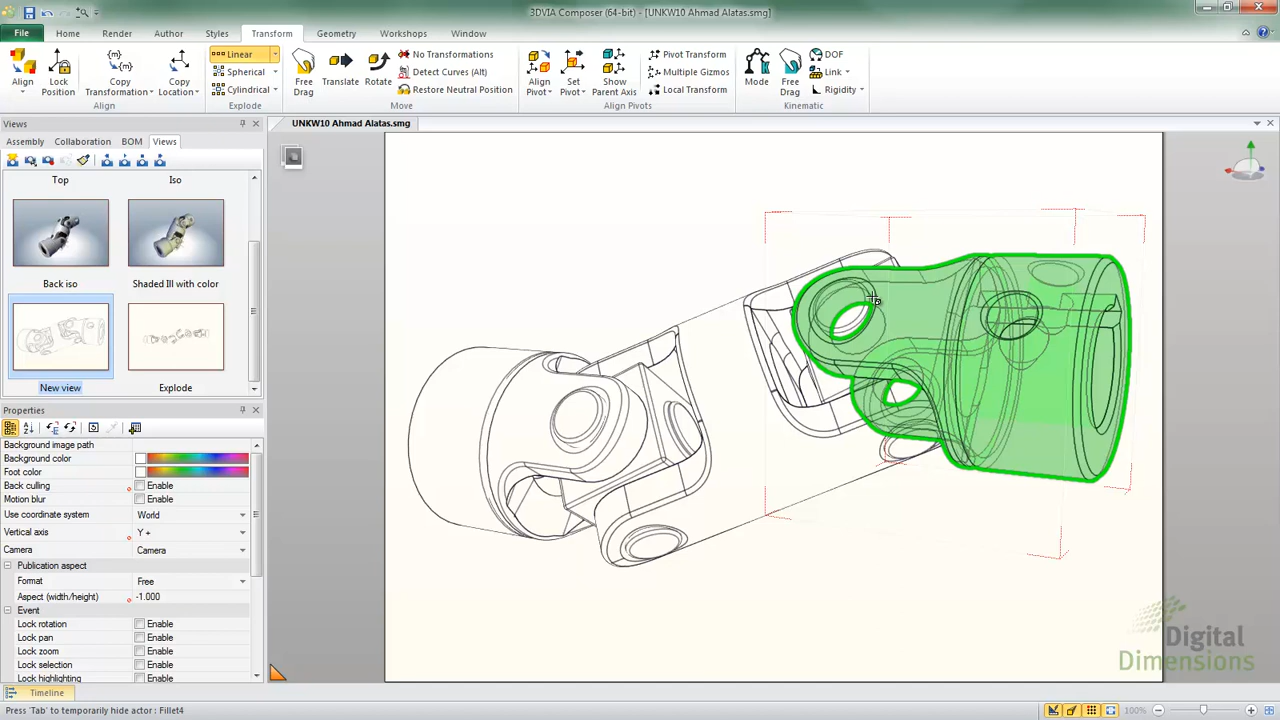 3DVIA Composer (64-bit) - [UNKW10 Ahmad Alatas.smg]
File Home Render Author Styles Transform Geometry Workshops Window
Align
Lock Position
Copy Transformation
Copy Location
Align
Linear
Spherical
Cylindrical
Explode
Free Drag
Translate
Rotate
No Transformations
Detect Curves (Alt)
Restore Neutral Position
Move
Align Pivot
Set Pivot
Show Parent Axis
Pivot Transform
Multiple Gizmos
Local Transform
Align Pivots
Mode
Free Drag
DOF
Link
Rigidity
Kinematic
Views
UNKW10 Ahmad Alatas.smg
Assembly Collaboration BOM Views
Top Iso
Back iso Shaded Ill with color
New view Explode
Properties
Background image path
Background color
Foot color
Back culling Enable
Motion blur Enable
Use coordinate system World
Vertical axis Y +
Camera Camera
Publication aspect
Format Free
Aspect (width/height) -1.000
Event
Lock rotation Enable
Lock pan Enable
Lock zoom Enable
Lock selection Enable
Lock highlighting Enable
Timeline
Digital
Dimensions
Press 'Tab' to temporarily hide actor : Fillet4
100%